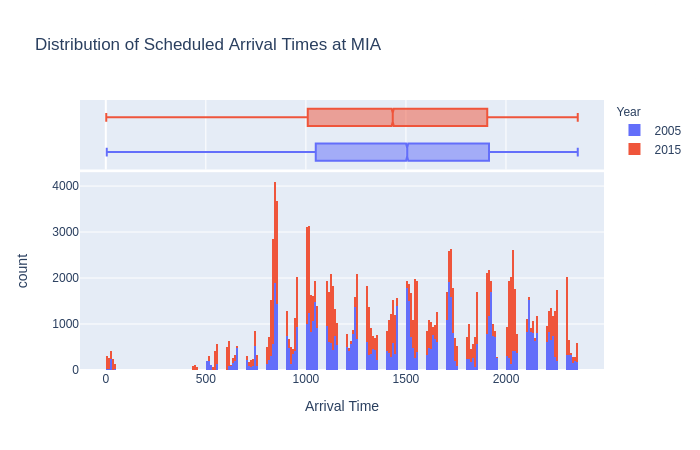 Distribution of Scheduled Arrival Times at MIA
Year
2005
2015
4000
3000
2000
1000
0
count
0 500 1000 1500 2000
Arrival Time